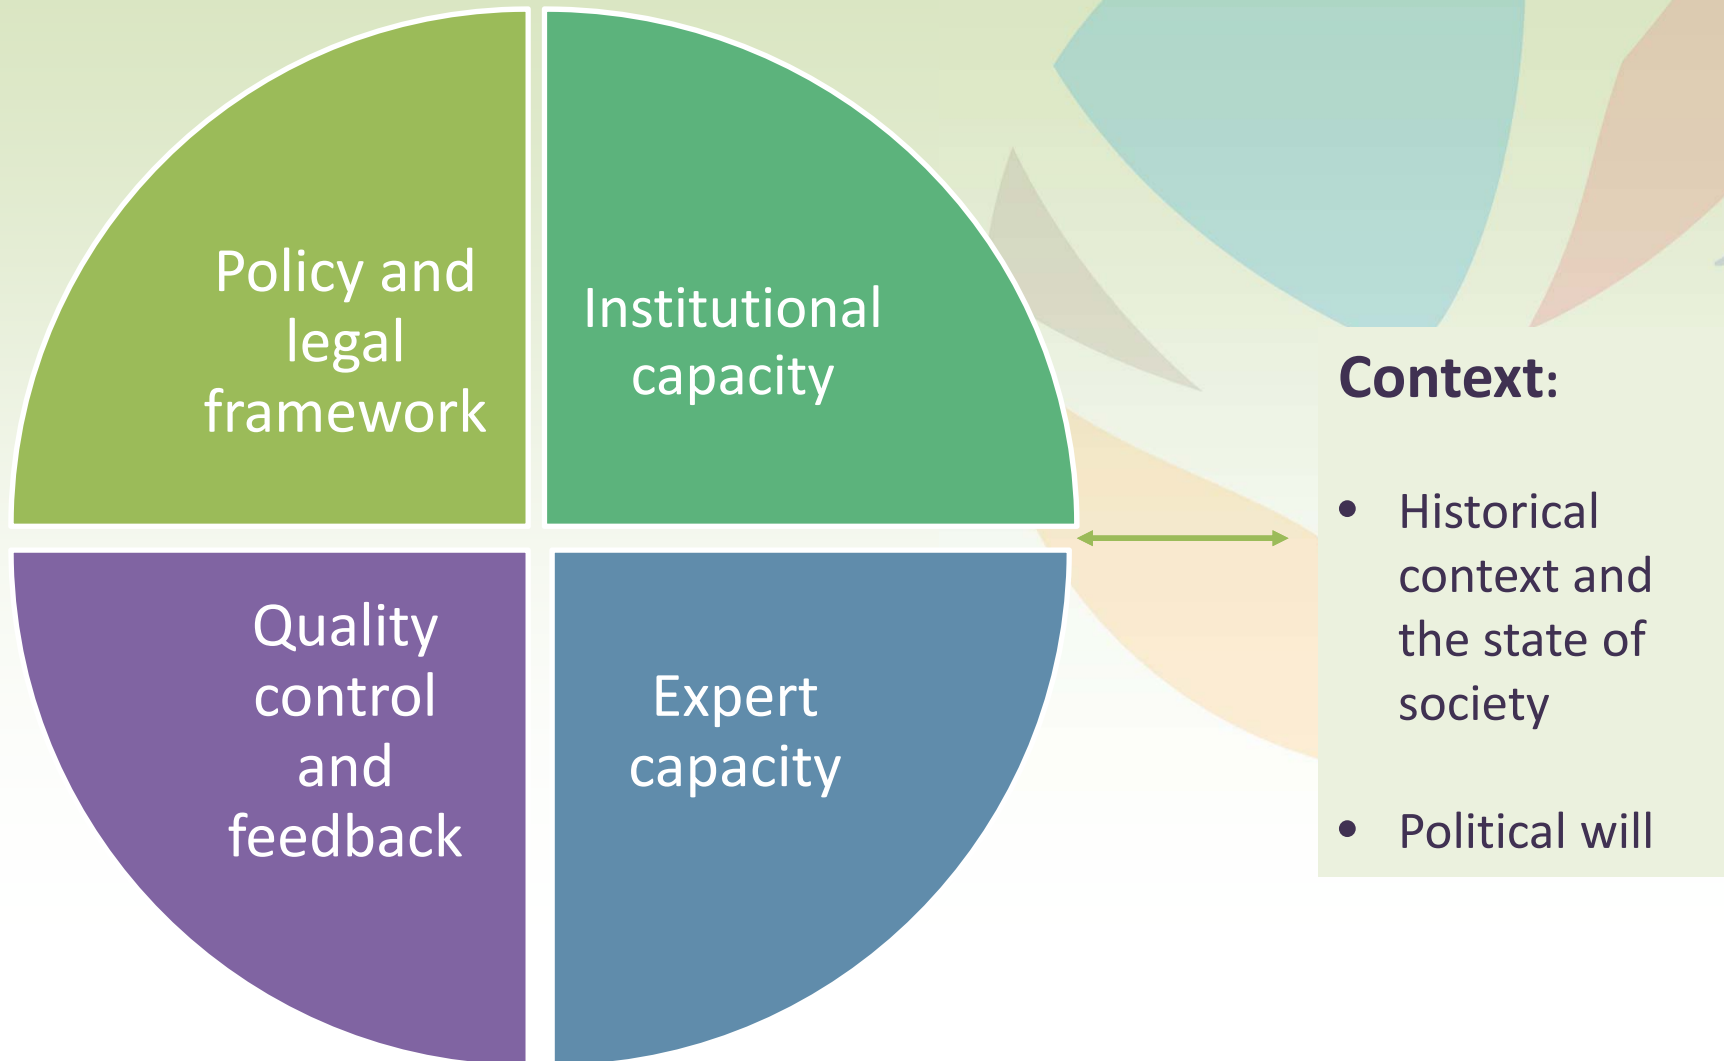 Policy and
legal
framework
Institutional
capacity
Quality
control
and
feedback
Expert
capacity
Context:
• Historical
context and
the state of
society
• Political will